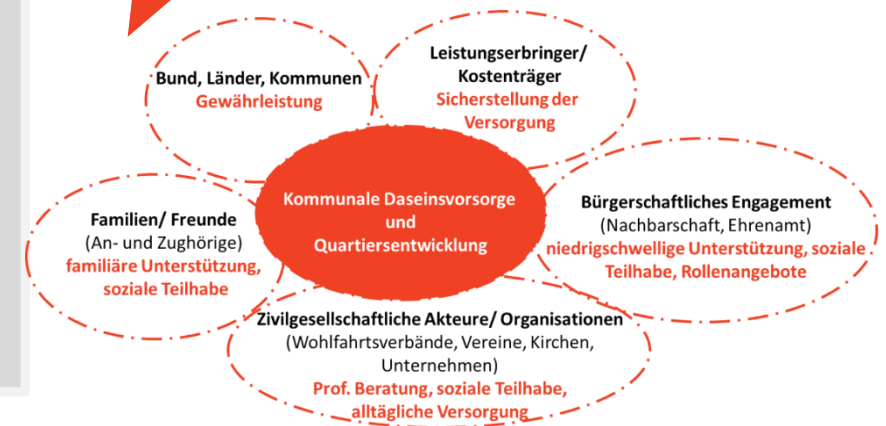 Bund, Länder, Kommunen
Gewährleistung
Leistungserbringer/
Kostenträger
Sicherstellung der
Versorgung
Kommunale Daseinsvorsorge
und
Quartiersentwicklung
Familien/ Freunde
(An- und Zughörige)
familiäre Unterstützung,
soziale Teilhabe
Bürgerschaftliches Engagement
(Nachbarschaft, Ehrenamt)
niedrigschwellige Unterstützung, soziale
Teilhabe, Rollenangebote
Zivilgesellschaftliche Akteure/ Organisationen
(Wohlfahrtsverbände, Vereine, Kirchen,
Unternehmen)
Prof. Beratung, soziale Teilhabe,
alltägliche Versorgung